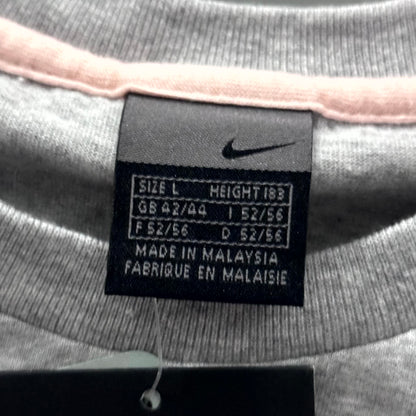 SIZE L HEIGHT 183
GB 42/44 I 52/56
F 52/56 D 52/56
MADE IN MALAYSIA
FABRIQUE EN MALAISIE